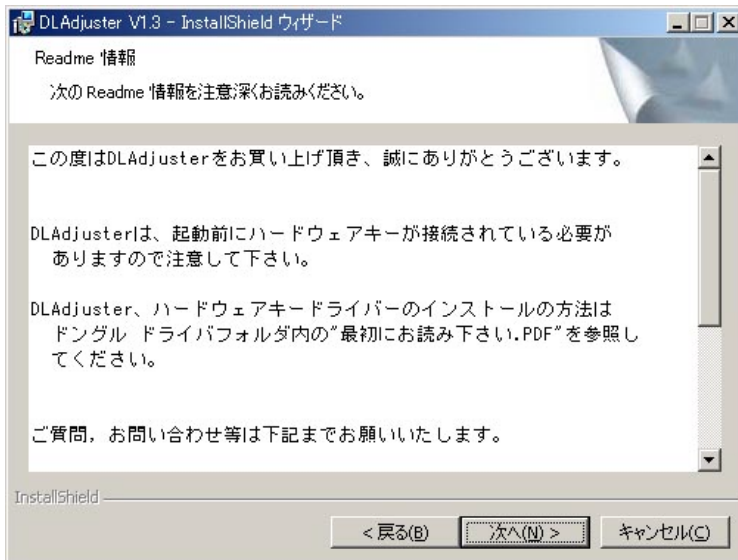 DLAdjuster V1.3 - InstallShield ウィザード
Readme 情報
次の Readme 情報を注意深くお読みください。
この度はDLAdjusterをお買い上げ頂き、誠にありがとうございます。
DLAdjusterは、起動前にハードウェアキーが接続されている必要が
ありますので注意して下さい。
DLAdjuster、ハードウェアキードライバーのインストールの方法は
ドングル ドライバフォルダ内の"最初にお読み下さい.PDF"を参照し
てください。
ご質問，お問い合わせ等は下記までお願いいたします。
InstallShield
< 戻る(B)
次へ(N) >
キャンセル(C)